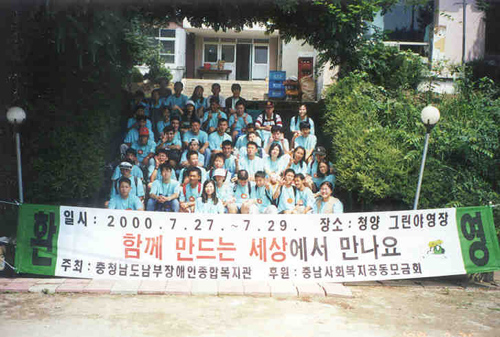 환 영
일시 : 2000. 7. 27. ~ 7. 29. 장소 : 청양 그린야영장
함께 만드는 세상에서 만나요
주최 : 충청남도남부장애인종합복지관 후원 : 충남사회복지공동모금회